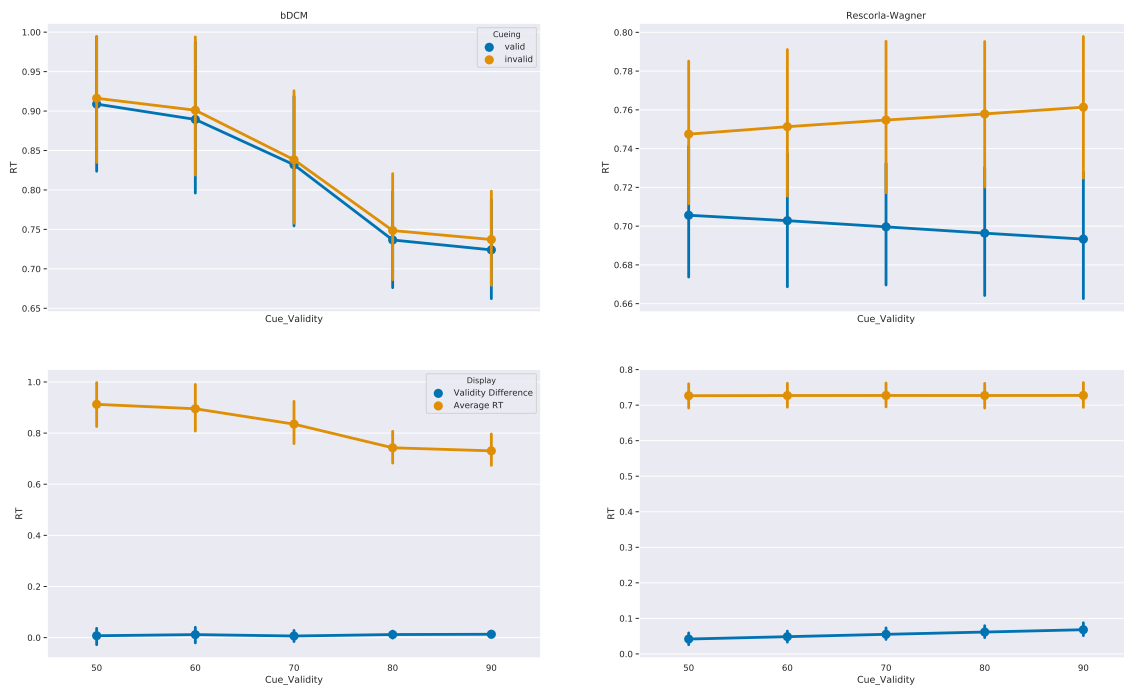 bDCM
1.00
0.95
0.90
0.85
0.80
0.75
0.70
0.65
RT
Cue_Validity
Cueing
valid
invalid
Rescorla-Wagner
0.80
0.78
0.76
0.74
0.72
0.70
0.68
0.66
RT
Cue_Validity
1.0
0.8
0.6
0.4
0.2
0.0
RT
Display
Validity Difference
Average RT
50 60 70 80 90
Cue_Validity
0.8
0.7
0.6
0.5
0.4
0.3
0.2
0.1
0.0
RT
50 60 70 80 90
Cue_Validity